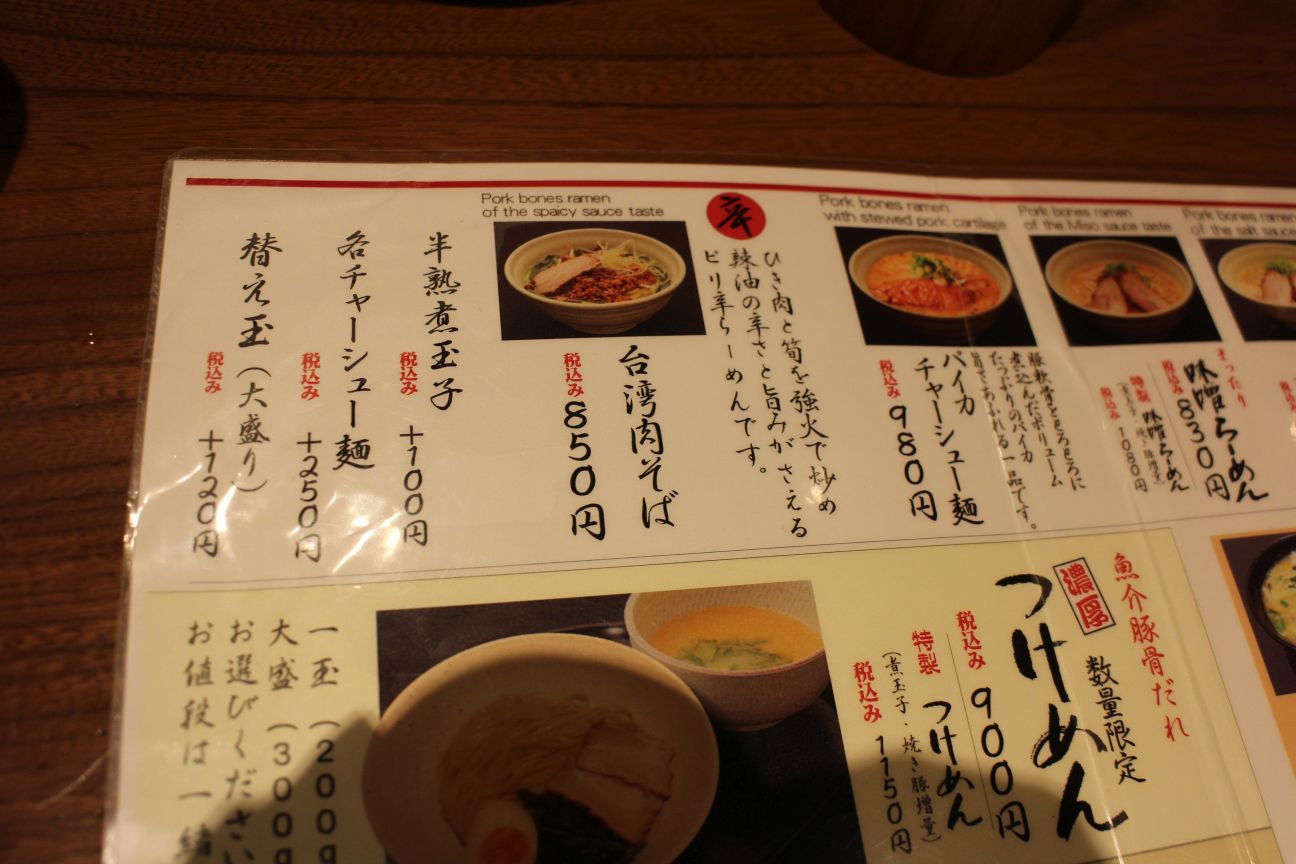 Pork bones ramen
of the spaicy sauce taste
Pork bones ramen
with stewed pork cartilage
Pork bones ramen
of the Miso sauce taste
Pork bones ramen
of the salt sauce
まったり
味噌らーめん
税込み 830円
特製 味噌らーめん
(煮玉子・焼き豚増量)
税込み 1080円
豚軟骨をとろとろに
煮込んだボリューム
たっぷりのパイカ
旨さであふれる一品です。
パイカ
チャーシュー麺
税込み 980円
辛
ひき肉と筍を強火で炒め
辣油の辛さと旨みがさえる
ピリ辛らーめんです。
台湾肉そば
税込み 850円
半熟煮玉子
税込み +100円
各チャーシュー麺
税込み +250円
替え玉(大盛り)
税込み +120円
魚介豚骨だれ
濃厚
つけめん
数量限定
税込み 900円
特製 つけめん
(煮玉子・焼き豚増量)
税込み 1150円
一玉 (200g
大盛 (300g
お選びください
お値段は一緒